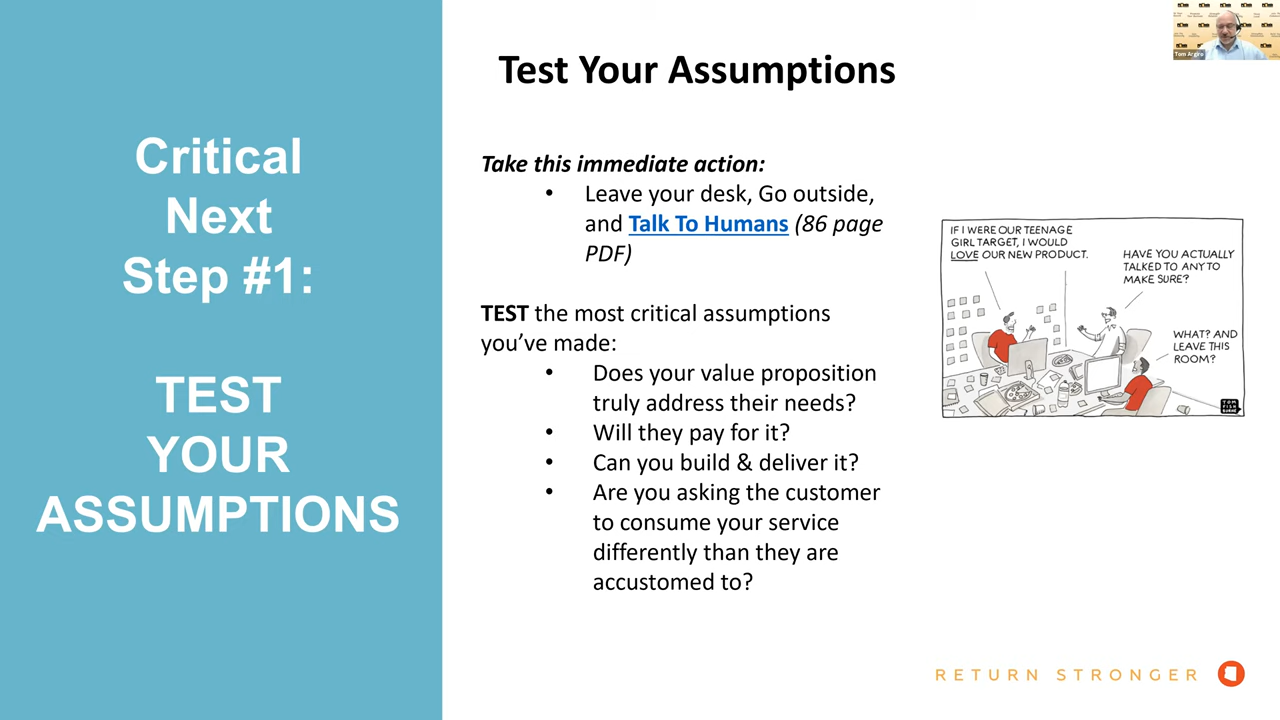 Critical
Next
Step #1:
TEST
YOUR
ASSUMPTIONS
Test Your Assumptions
Take this immediate action:
• Leave your desk, Go outside,
and Talk To Humans (86 page
PDF)
TEST the most critical assumptions
you’ve made:
• Does your value proposition
truly address their needs?
• Will they pay for it?
• Can you build & deliver it?
• Are you asking the customer
to consume your service
differently than they are
accustomed to?
IF I WERE OUR TEENAGE
GIRL TARGET, I WOULD
LOVE OUR NEW PRODUCT.
HAVE YOU ACTUALLY
TALKED TO ANY TO
MAKE SURE?
WHAT? AND
LEAVE THIS
ROOM?
TOM
FISH
BURNE
RETURN STRONGER